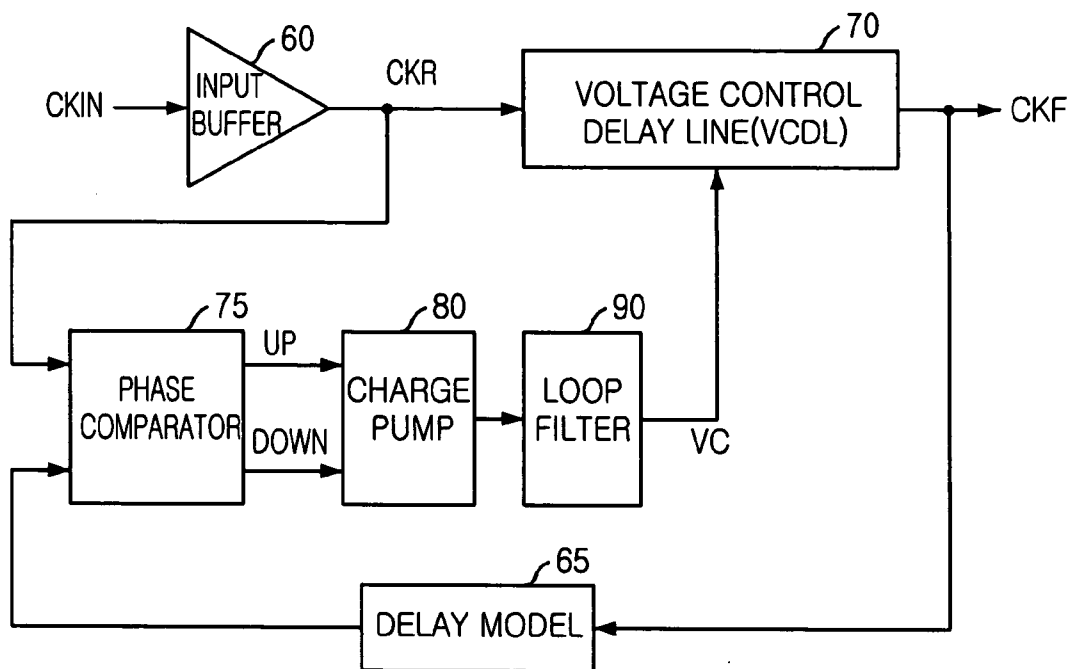 60
70
CKIN
INPUT
BUFFER
CKR
VOLTAGE CONTROL
DELAY LINE(VCDL)
CKF
75
80
90
UP
PHASE
COMPARATOR
DOWN
CHARGE
PUMP
LOOP
FILTER
VC
65
DELAY MODEL